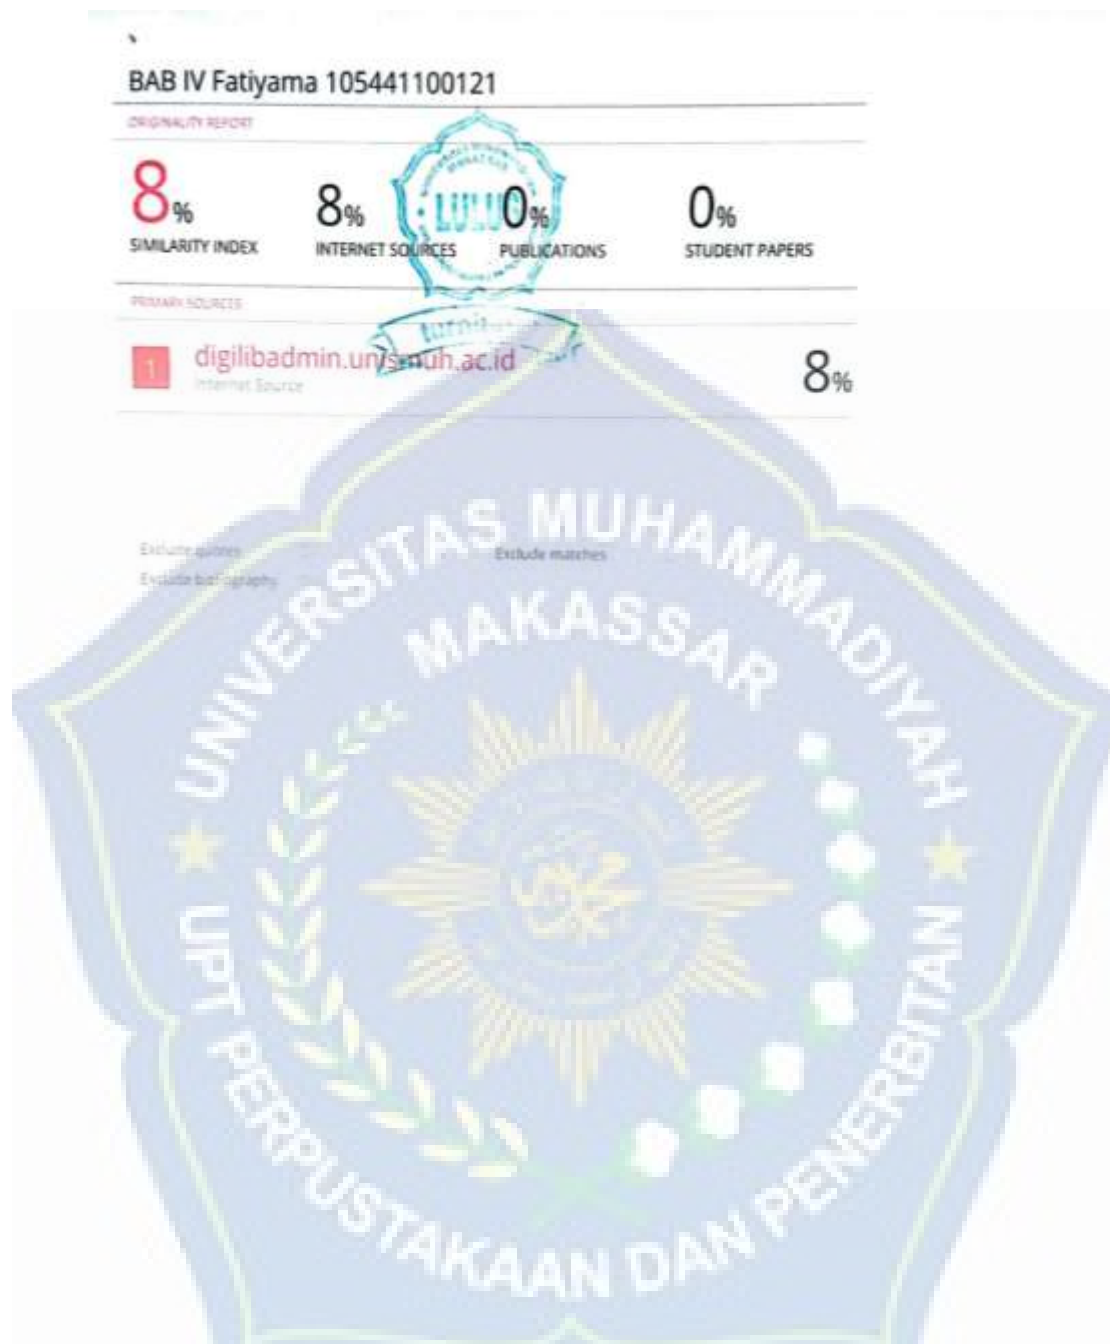 BAB IV Fatiyama 105441100121
ORIGINALITY REPORT
8%
SIMILARITY INDEX
8%
INTERNET SOURCES
0%
PUBLICATIONS
0%
STUDENT PAPERS
LULUS
turnitin
PRIMARY SOURCES
1 digilibadmin.unismuh.ac.id 8%
Internet Source
Exclude quotes
Exclude matches
Exclude bibliography
UNIVERSITAS MUHAMMADIYAH
MAKASSAR
UPT PERPUSTAKAAN DAN PENERBITAN